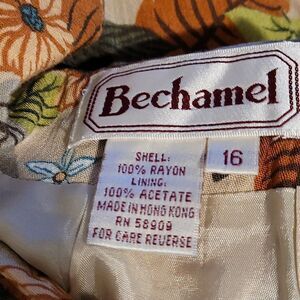 Bechamel
16
SHELL:
100% RAYON
LINING:
100% ACETATE
MADE IN HONG KONG
RN 58909
FOR CARE REVERSE